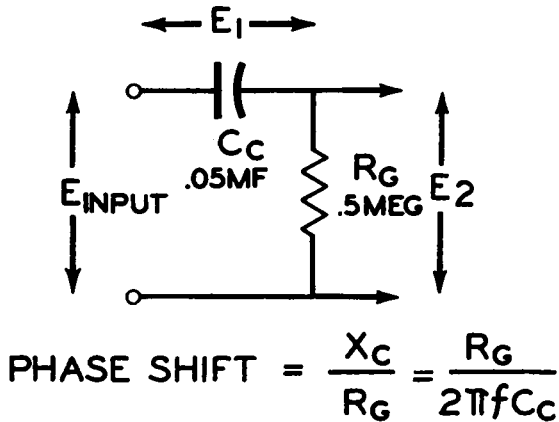 E1
CC
.05MF
EINPUT
RG
.5MEG
E2
PHASE SHIFT = XC/RG = RG/2πfCC